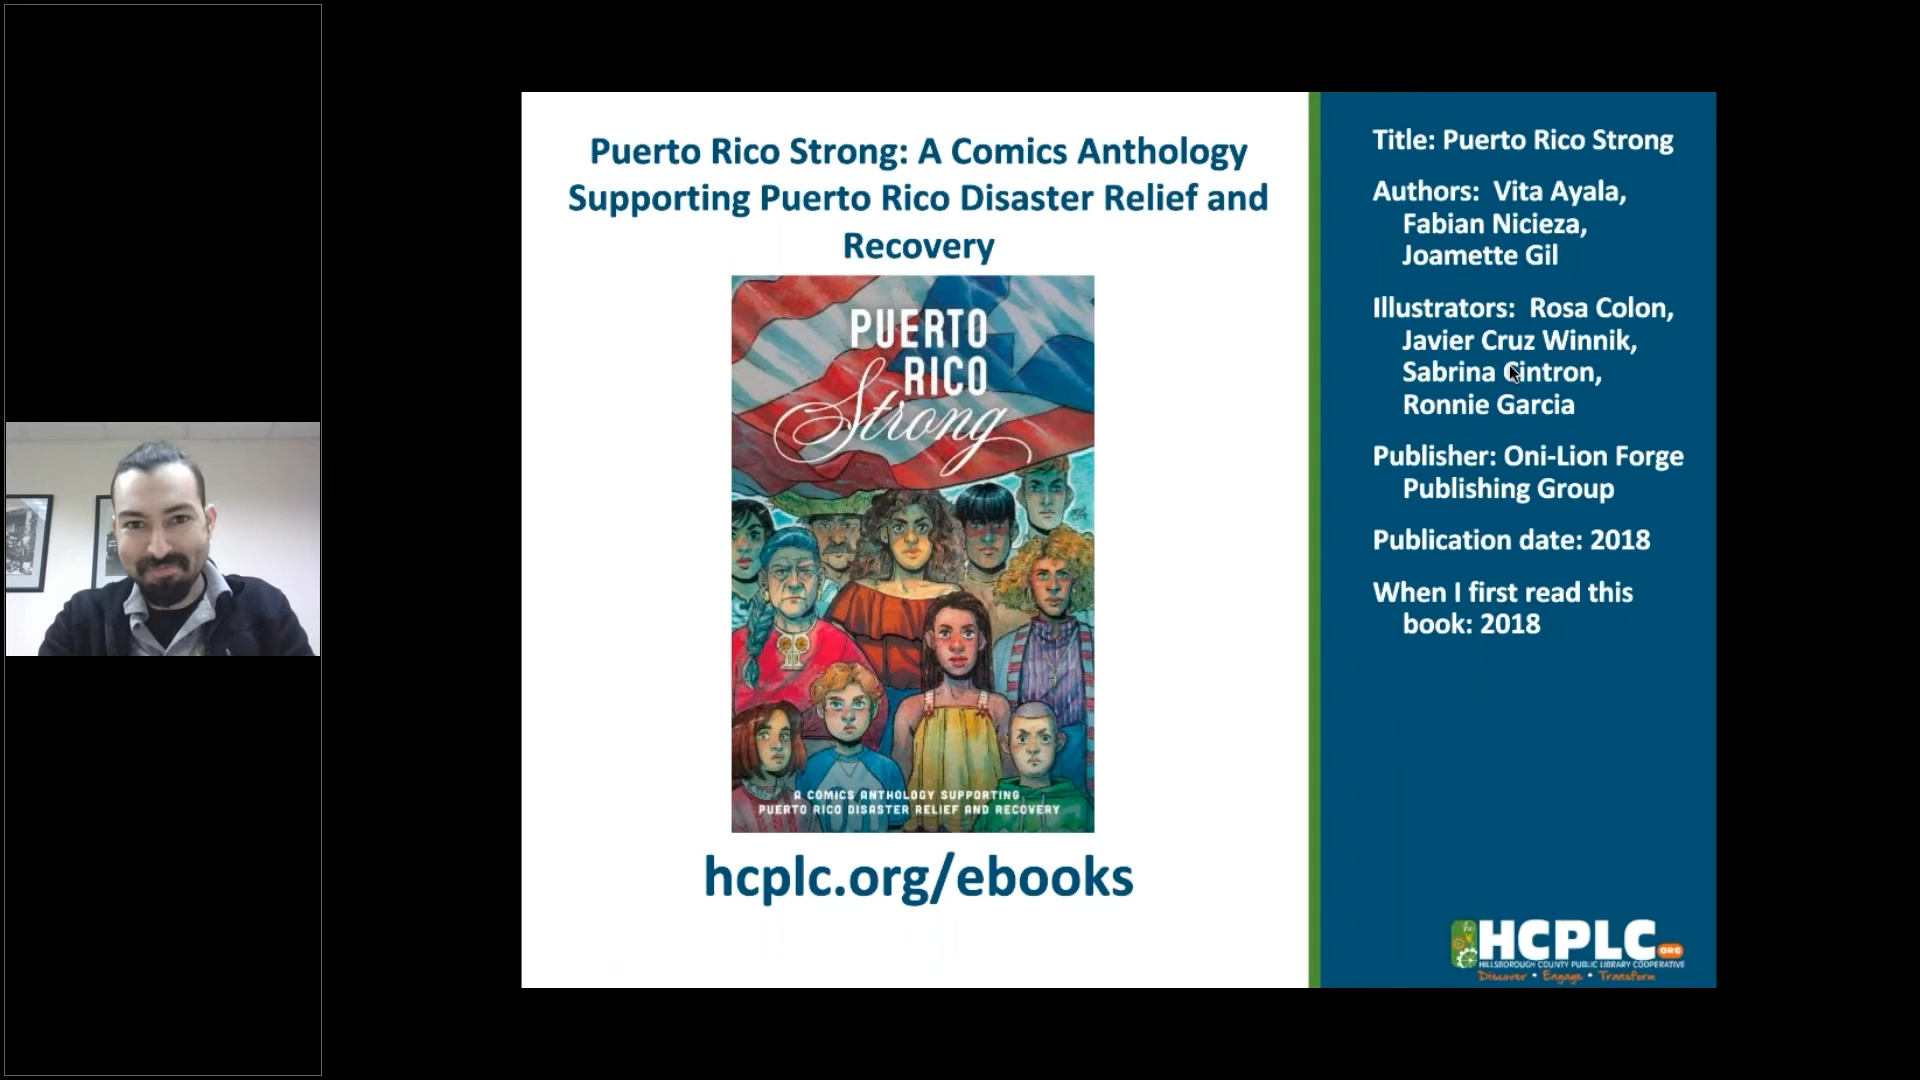 Puerto Rico Strong: A Comics Anthology
Supporting Puerto Rico Disaster Relief and
Recovery
PUERTO
RICO
Strong
A COMICS ANTHOLOGY SUPPORTING
PUERTO RICO DISASTER RELIEF AND RECOVERY
hcplc.org/ebooks
Title: Puerto Rico Strong
Authors: Vita Ayala,
Fabian Nicieza,
Joamette Gil
Illustrators: Rosa Colon,
Javier Cruz Winnik,
Sabrina Cintron,
Ronnie Garcia
Publisher: Oni-Lion Forge
Publishing Group
Publication date: 2018
When I first read this
book: 2018
HCPLC.ORG
HILLSBOROUGH COUNTY PUBLIC LIBRARY COOPERATIVE
Discover • Engage • Transform